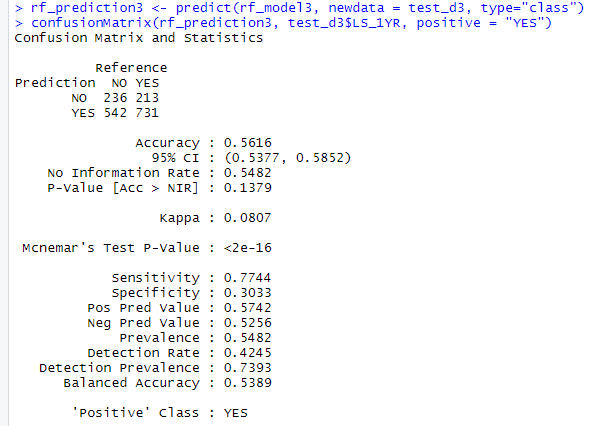 > rf_prediction3 <- predict(rf_model3, newdata = test_d3, type="class")
> confusionMatrix(rf_prediction3, test_d3$LS_1YR, positive = "YES")
Confusion Matrix and Statistics
Reference
Prediction NO YES
NO 236 213
YES 542 731
Accuracy : 0.5616
95% CI : (0.5377, 0.5852)
No Information Rate : 0.5482
P-Value [Acc > NIR] : 0.1379
Kappa : 0.0807
Mcnemar's Test P-Value : <2e-16
Sensitivity : 0.7744
Specificity : 0.3033
Pos Pred Value : 0.5742
Neg Pred Value : 0.5256
Prevalence : 0.5482
Detection Rate : 0.4245
Detection Prevalence : 0.7393
Balanced Accuracy : 0.5389
'Positive' Class : YES